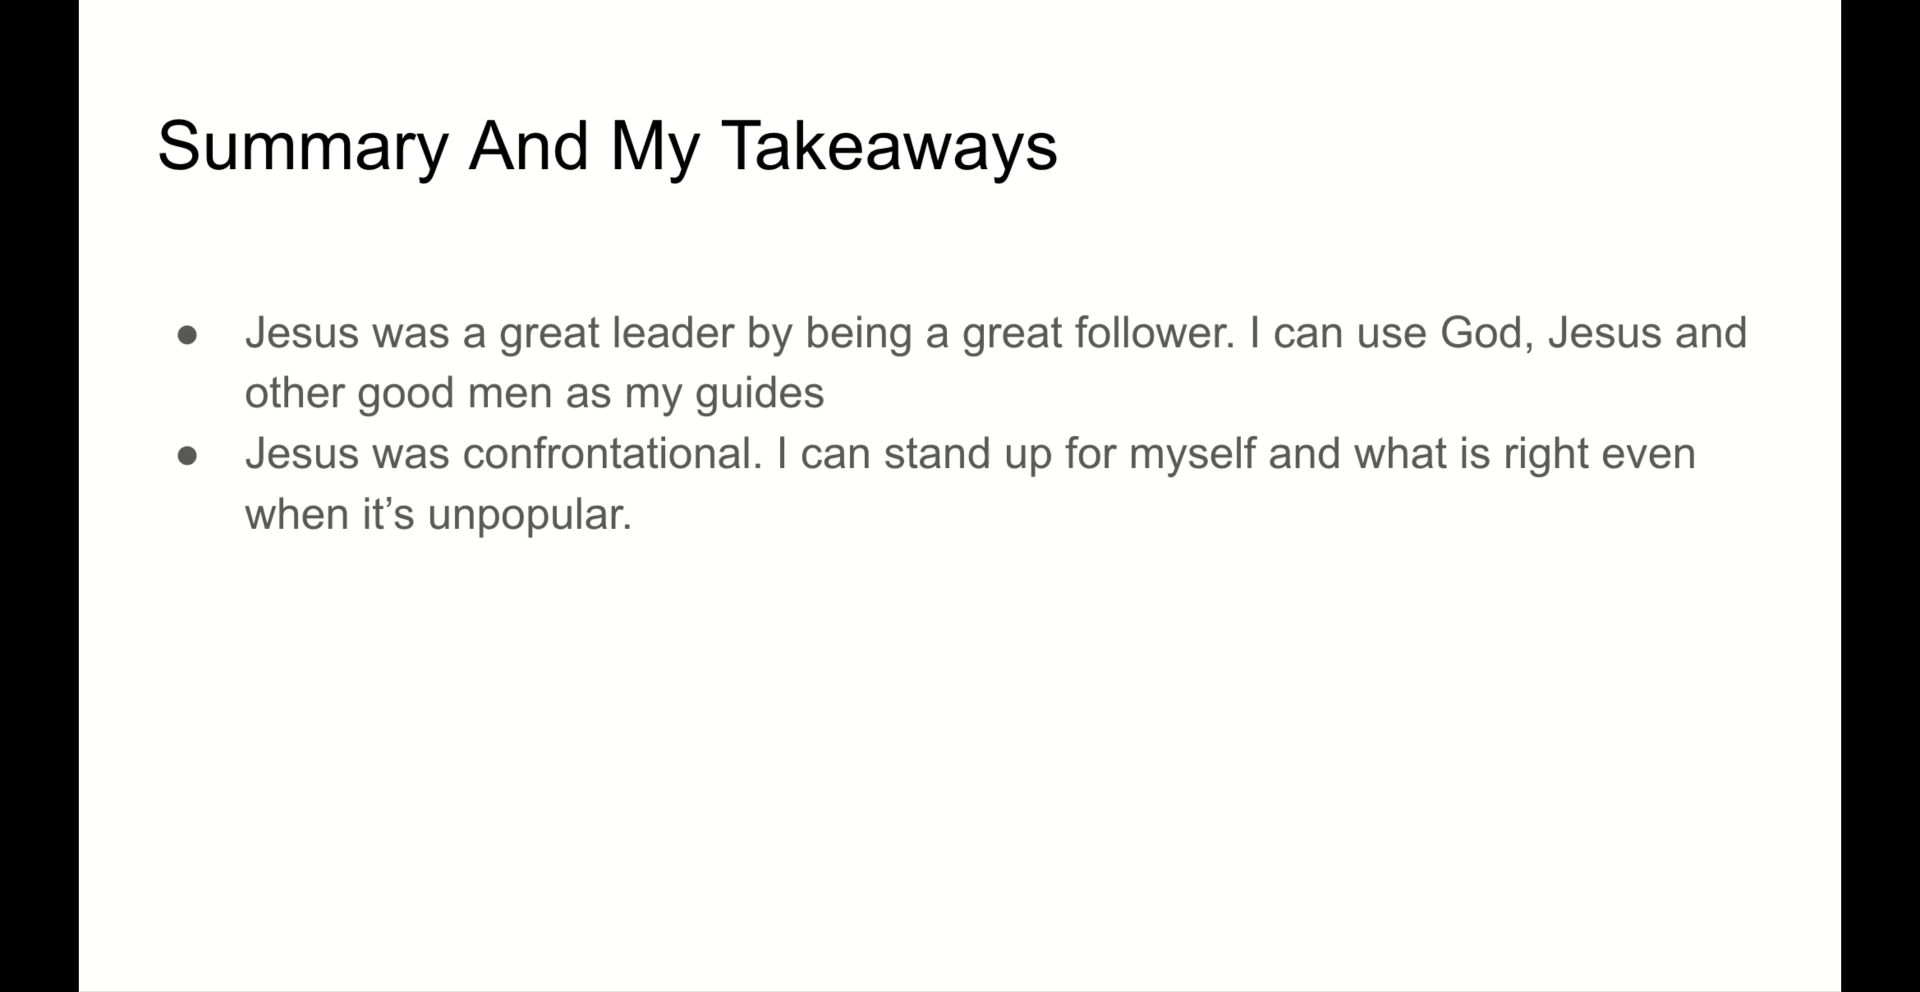 Summary And My Takeaways
● Jesus was a great leader by being a great follower. I can use God, Jesus and
other good men as my guides
● Jesus was confrontational. I can stand up for myself and what is right even
when it’s unpopular.